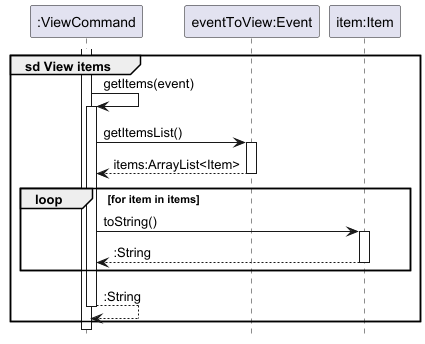 :ViewCommand
eventToView:Event
item:Item
sd View items
getItems(event)
getItemsList()
items:ArrayList<Item>
loop
[for item in items]
toString()
:String
:String